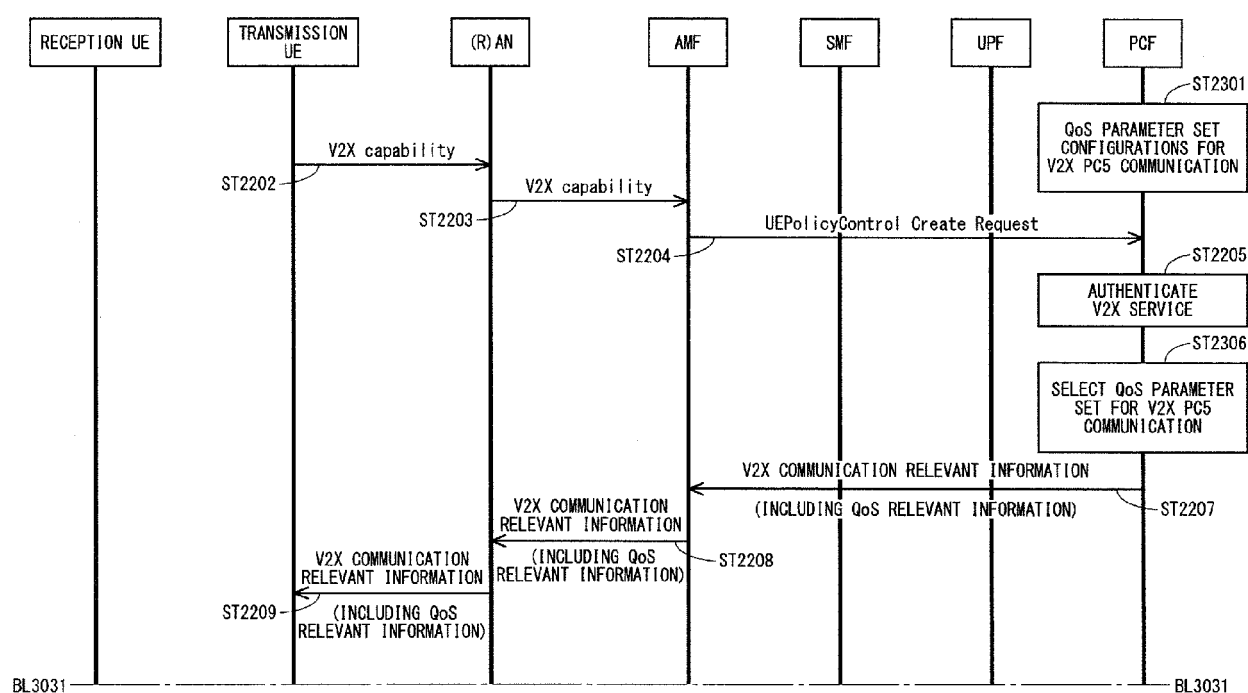 RECEPTION UE
TRANSMISSION
UE
(R)AN
AMF
SMF
UPF
PCF
ST2301
QoS PARAMETER SET
CONFIGURATIONS FOR
V2X PC5 COMMUNICATION
V2X capability
ST2202
V2X capability
ST2203
UEPolicyControl Create Request
ST2204
ST2205
AUTHENTICATE
V2X SERVICE
ST2306
SELECT QoS PARAMETER
SET FOR V2X PC5
COMMUNICATION
V2X COMMUNICATION RELEVANT INFORMATION
(INCLUDING QoS RELEVANT INFORMATION)
ST2207
V2X COMMUNICATION
RELEVANT INFORMATION
(INCLUDING QoS
RELEVANT INFORMATION)
ST2208
V2X COMMUNICATION
RELEVANT INFORMATION
ST2209
(INCLUDING QoS
RELEVANT INFORMATION)
BL3031
BL3031